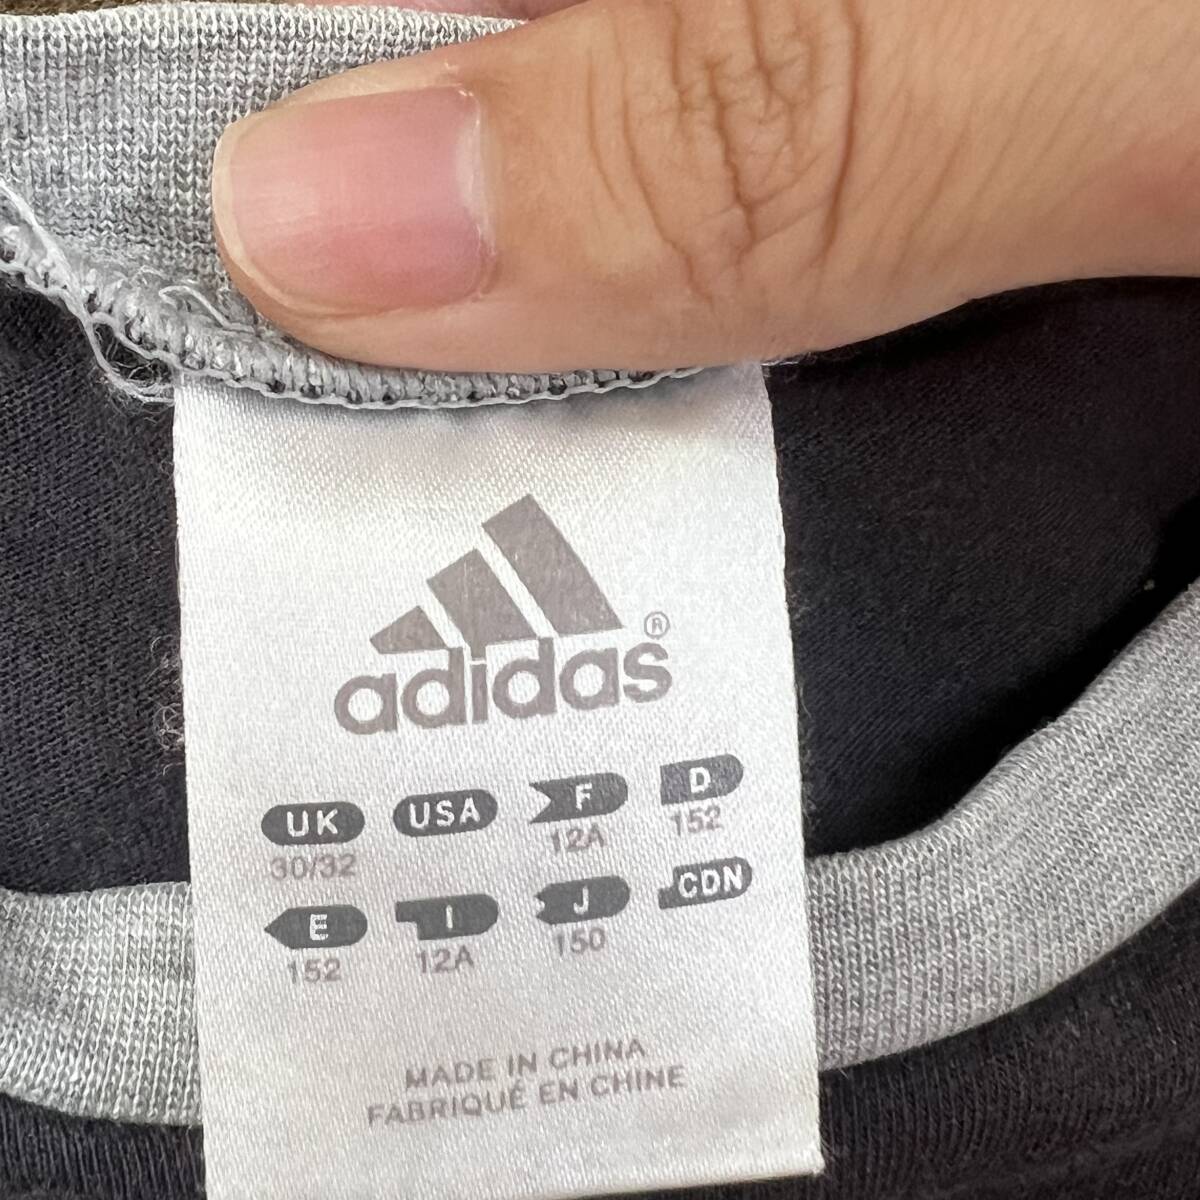 adidas®
UK USA F D
30/32 12A 152
E I J CDN
152 12A 150
MADE IN CHINA
FABRIQUÉ EN CHINE